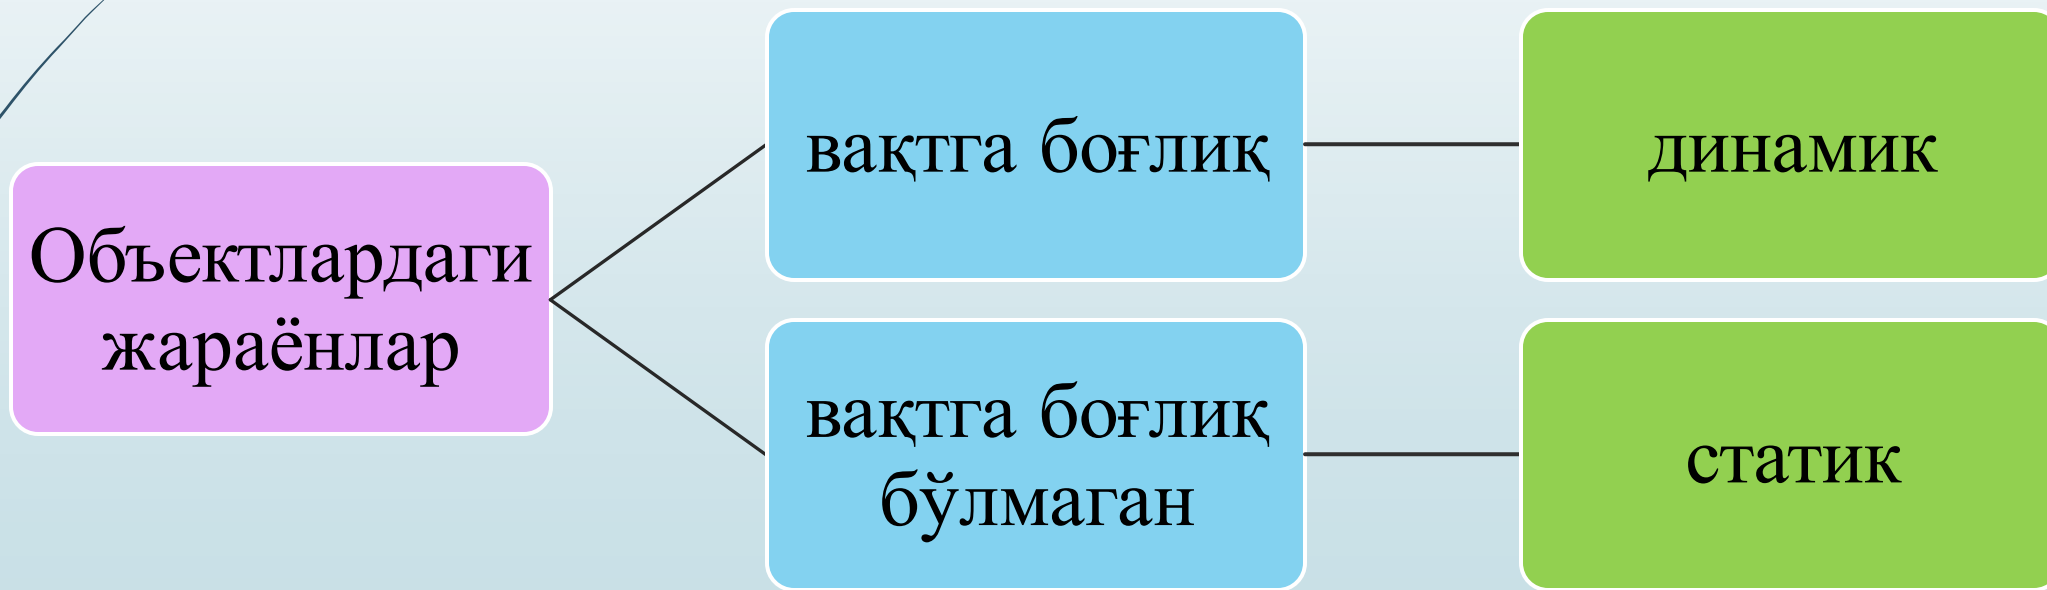 Объектлардаги
жараёнлар
вақтга боғлиқ
динамик
вақтга боғлиқ
бўлмаган
статик